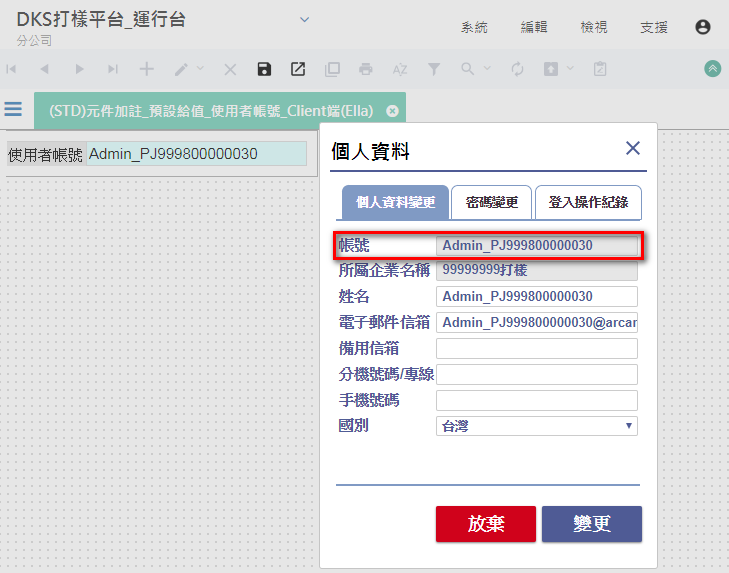 DKS打樣平台_運行台
分公司
系統 編輯 檢視 支援
(STD)元件加註_預設給值_使用者帳號_Client端(Ella)
使用者帳號 Admin_PJ999800000030
個人資料
個人資料變更 密碼變更 登入操作紀錄
帳號 Admin_PJ999800000030
所屬企業名稱 99999999打樣
姓名 Admin_PJ999800000030
電子郵件信箱 Admin_PJ999800000030@arcar
備用信箱
分機號碼/專線
手機號碼
國別 台灣
放棄 變更